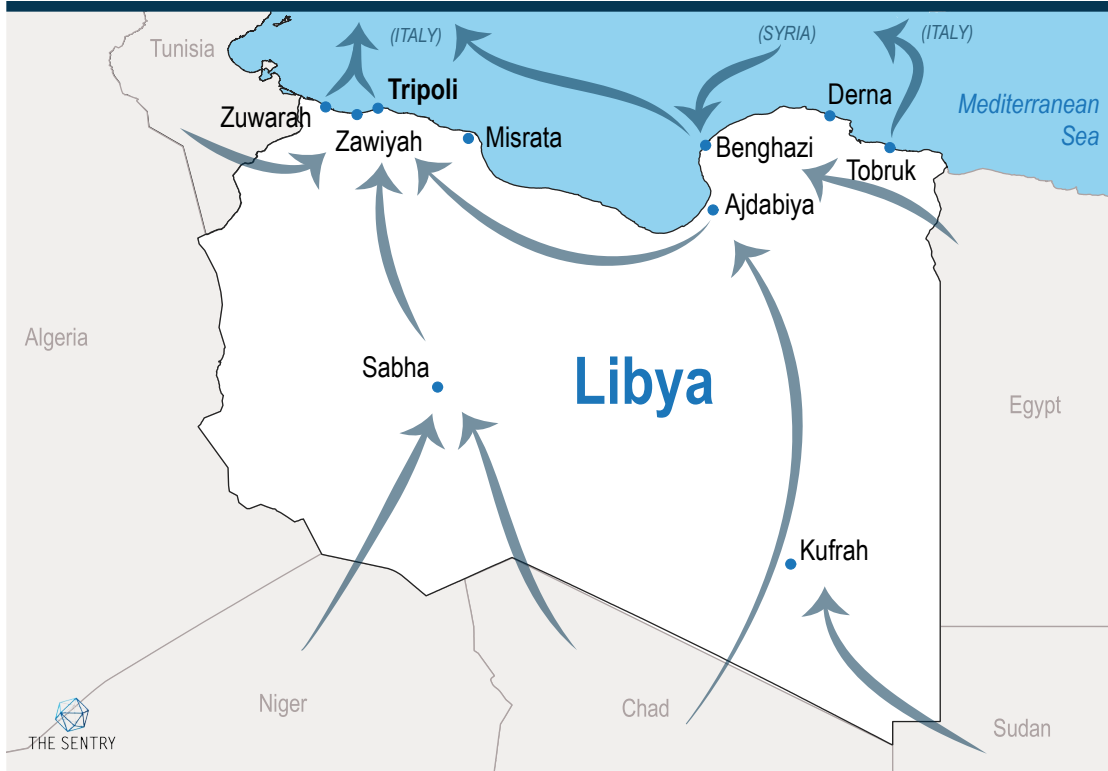 (ITALY)
(SYRIA)
(ITALY)
Tunisia
Tripoli
Derna
Mediterranean
Sea
Zuwarah
Zawiyah
Misrata
Benghazi
Tobruk
Ajdabiya
Algeria
Sabha
Libya
Egypt
Kufrah
Niger
Chad
Sudan
THE SENTRY